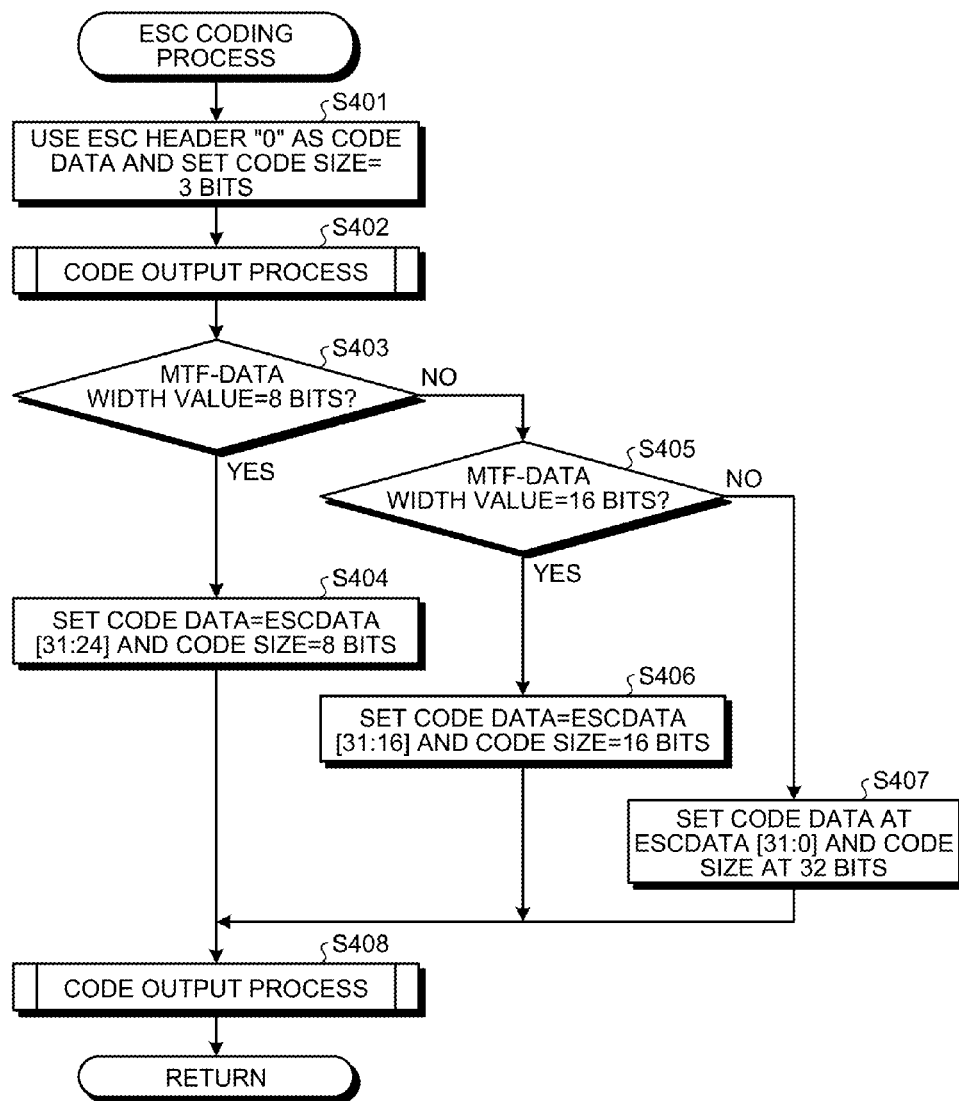 ESC CODING
PROCESS
S401
USE ESC HEADER "0" AS CODE
DATA AND SET CODE SIZE=
3 BITS
S402
CODE OUTPUT PROCESS
S403
MTF-DATA
WIDTH VALUE=8 BITS?
NO
YES
S405
MTF-DATA
WIDTH VALUE=16 BITS?
NO
YES
S404
SET CODE DATA=ESCDATA
[31:24] AND CODE SIZE=8 BITS
S406
SET CODE DATA=ESCDATA
[31:16] AND CODE SIZE=16 BITS
S407
SET CODE DATA AT
ESCDATA [31:0] AND CODE
SIZE AT 32 BITS
S408
CODE OUTPUT PROCESS
RETURN